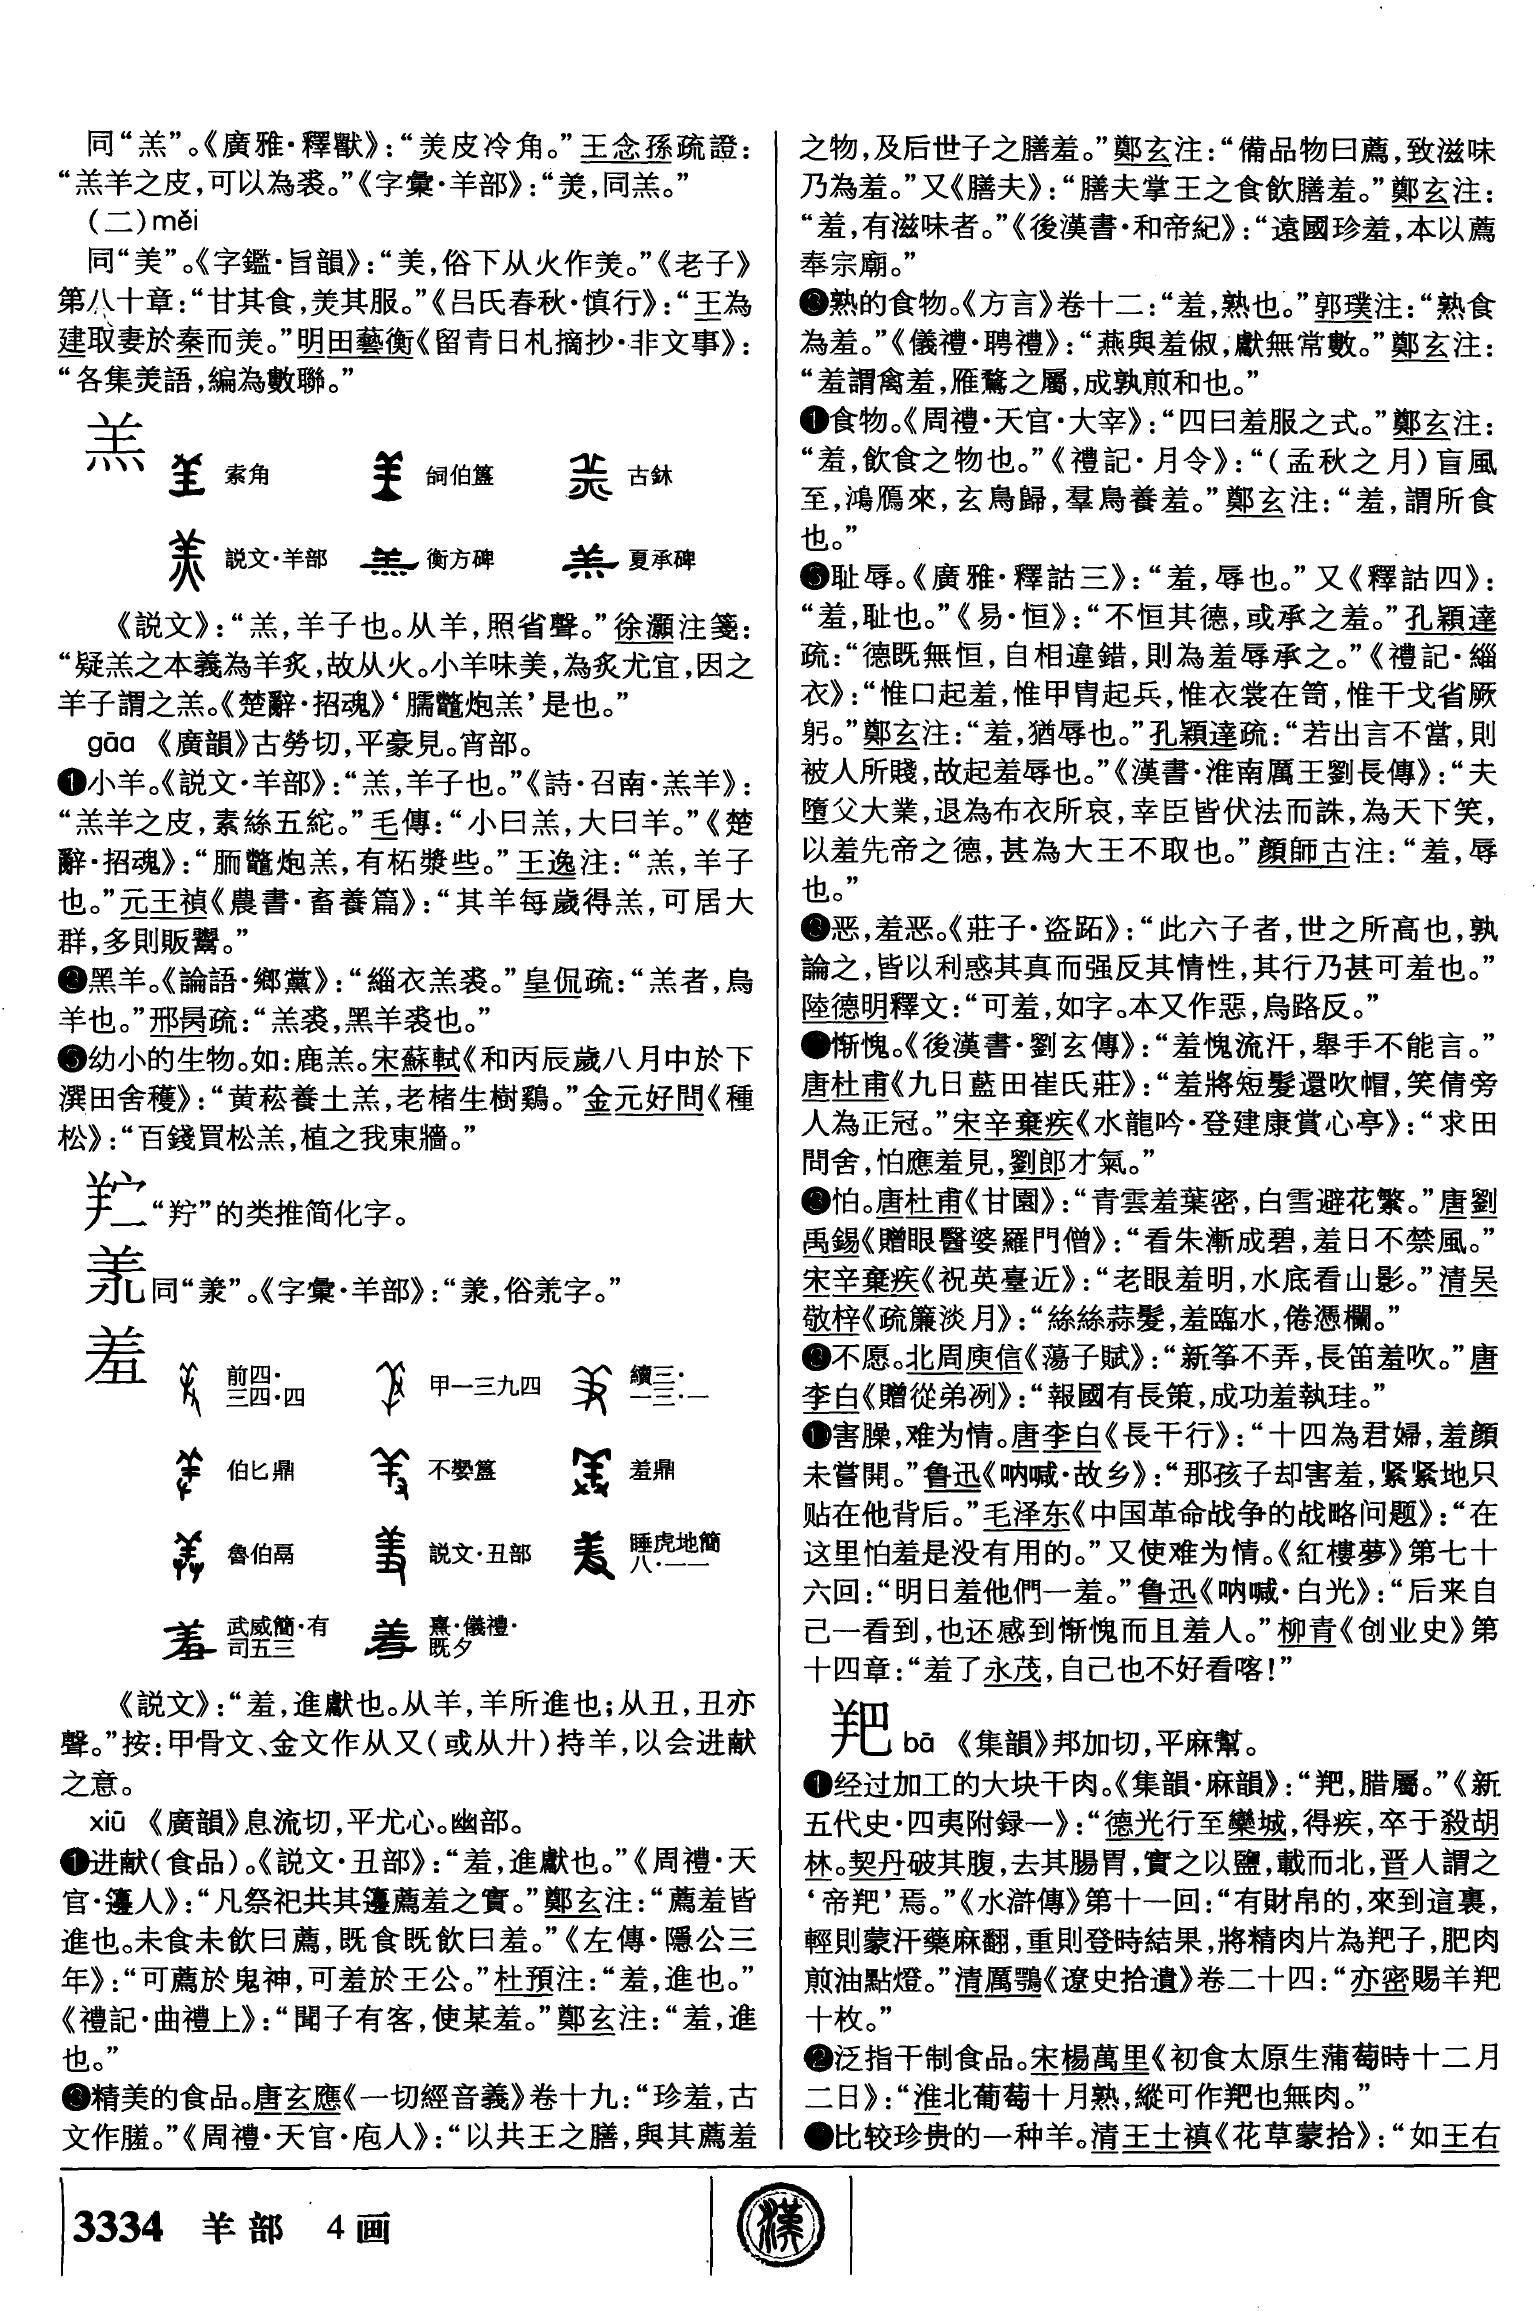 同“羔”。《廣雅·釋獸》：“羙皮冷角。”王念孫疏證：
“羔羊之皮，可以為裘。”《字彙·羊部》：“羙，同羔。”
（二）měi
同“美”。《字鑑·旨韻》：“美，俗下从火作羙。”《老子》
第八十章：“甘其食，羙其服。”《吕氏春秋·慎行》：“王為
建取妻於秦而羙。”明田藝衡《留青日札摘抄·非文事》：
“各集羙語，编為數聯。”
羔
索角 䛐伯簋 古鉢
説文·羊部 衡方碑 夏承碑
《説文》：“羔，羊子也。从羊，照省聲。”徐灝注箋：
“疑羔之本義為羊炙，故从火。小羊味美，為炙尤宜，因之
羊子謂之羔。《楚辭·招魂》‘臑鼈炮羔’是也。”
gāo 《廣韻》古勞切，平豪見。宵部。
❶小羊。《説文·羊部》：“羔，羊子也。”《詩·召南·羔羊》：
“羔羊之皮，素絲五紽。”毛傳：“小曰羔，大曰羊。”《楚
辭·招魂》：“胹鼈炮羔，有柘漿些。”王逸注：“羔，羊子
也。”元王禎《農書·畜養篇》：“其羊每歲得羔，可居大
群，多則販鬻。”
❷黑羊。《論語·鄉黨》：“緇衣羔裘。”皇侃疏：“羔者，烏
羊也。”邢昺疏：“羔裘，黑羊裘也。”
❸幼小的生物。如：鹿羔。宋蘇軾《和丙辰歲八月中於下
潠田舍穫》：“黄菘養土羔，老楮生樹鷄。”金元好問《種
松》：“百錢買松羔，植之我東牆。”
“羜”的类推简化字。
羕同“羕”。《字彙·羊部》：“羕，俗羕字。”
羞
前四· 甲一三九四 續三·
三四·四 一三·一
伯匕鼎 不㜏簋 羞鼎
魯伯鬲 説文·丑部 睡虎地簡
八·一一
武威簡·有 熹·儀禮·
司五三 既夕
《説文》：“羞，進獻也。从羊，羊所進也；从丑，丑亦
聲。”按：甲骨文、金文作从又（或从廾）持羊，以会进献
之意。
xiū 《廣韻》息流切，平尤心。幽部。
❶进献（食品）。《説文·丑部》：“羞，進獻也。”《周禮·天
官·籩人》：“凡祭祀共其籩薦羞之實。”鄭玄注：“薦羞皆
進也。未食未飲曰薦，既食既飲曰羞。”《左傳·隱公三
年》：“可薦於鬼神，可羞於王公。”杜預注：“羞，進也。”
《禮記·曲禮上》：“聞子有客，使某羞。”鄭玄注：“羞，進
也。”
❷精美的食品。唐玄應《一切經音義》卷十九：“珍羞，古
文作膳。”《周禮·天官·庖人》：“以共王之膳，與其薦羞
之物，及后世子之膳羞。”鄭玄注：“備品物曰薦，致滋味
乃為羞。”又《膳夫》：“膳夫掌王之食飲膳羞。”鄭玄注：
“羞，有滋味者。”《後漢書·和帝紀》：“遠國珍羞，本以薦
奉宗廟。”
❸熟的食物。《方言》卷十二：“羞，熟也。”郭璞注：“熟食
為羞。”《儀禮·聘禮》：“燕與羞俶，獻無常數。”鄭玄注：
“羞謂禽羞，雁鶩之屬，成孰煎和也。”
❹食物。《周禮·天官·大宰》：“四曰羞服之式。”鄭玄注：
“羞，飲食之物也。”《禮記·月令》：“（孟秋之月）盲風
至，鴻鴈來，玄鳥歸，羣鳥養羞。”鄭玄注：“羞，謂所食
也。”
❺耻辱。《廣雅·釋詁三》：“羞，辱也。”又《釋詁四》：
“羞，耻也。”《易·恒》：“不恒其德，或承之羞。”孔穎達
疏：“德既無恒，自相違錯，則為羞辱承之。”《禮記·緇
衣》：“惟口起羞，惟甲冑起兵，惟衣裳在笥，惟干戈省厥
躬。”鄭玄注：“羞，猶辱也。”孔穎達疏：“若出言不當，則
被人所賤，故起羞辱也。”《漢書·淮南厲王劉長傳》：“夫
墮父大業，退為布衣所哀，幸臣皆伏法而誅，為天下笑，
以羞先帝之德，甚為大王不取也。”顔師古注：“羞，辱
也。”
❻恶，羞恶。《莊子·盗跖》：“此六子者，世之所高也，孰
論之，皆以利惑其真而强反其情性，其行乃甚可羞也。”
陸德明釋文：“可羞，如字。本又作惡，烏路反。”
❼惭愧。《後漢書·劉玄傳》：“羞愧流汗，舉手不能言。”
唐杜甫《九日藍田崔氏莊》：“羞將短髮還吹帽，笑倩旁
人為正冠。”宋辛棄疾《水龍吟·登建康賞心亭》：“求田
問舍，怕應羞見，劉郎才氣。”
❽怕。唐杜甫《甘園》：“青雲羞葉密，白雪避花繁。”唐劉
禹錫《贈眼醫婆羅門僧》：“看朱漸成碧，羞日不禁風。”
宋辛棄疾《祝英臺近》：“老眼羞明，水底看山影。”清吴
敬梓《疏簾淡月》：“絲絲蒜髮，羞臨水，倦憑欄。”
❾不愿。北周庾信《蕩子賦》：“新筝不弄，長笛羞吹。”唐
李白《贈從弟冽》：“報國有長策，成功羞執珪。”
❿害臊，难为情。唐李白《長干行》：“十四為君婦，羞顔
未嘗開。”鲁迅《呐喊·故乡》：“那孩子却害羞，紧紧地只
贴在他背后。”毛泽东《中国革命战争的战略问题》：“在
这里怕羞是没有用的。”又使难为情。《紅樓夢》第七十
六回：“明日羞他們一羞。”鲁迅《呐喊·白光》：“后来自
己一看到，也还感到惭愧而且羞人。”柳青《创业史》第
十四章：“羞了永茂，自己也不好看喀！”
羓 bā 《集韻》邦加切，平麻幫。
❶经过加工的大块干肉。《集韻·麻韻》：“羓，腊屬。”《新
五代史·四夷附録一》：“德光行至欒城，得疾，卒于殺胡
林。契丹破其腹，去其腸胃，實之以鹽，載而北，晋人謂之
‘帝羓’焉。”《水滸傳》第十一回：“有財帛的，來到這裏，
輕則蒙汗藥麻翻，重則登時結果，將精肉片為羓子，肥肉
煎油點燈。”清厲鶚《遼史拾遺》卷二十四：“亦密賜羊羓
十枚。”
❷泛指干制食品。宋楊萬里《初食太原生蒲萄時十二月
二日》：“淮北葡萄十月熟，縱可作羓也無肉。”
❸比较珍贵的一种羊。清王士禛《花草蒙拾》：“如王右
3334 羊部 4画
漢